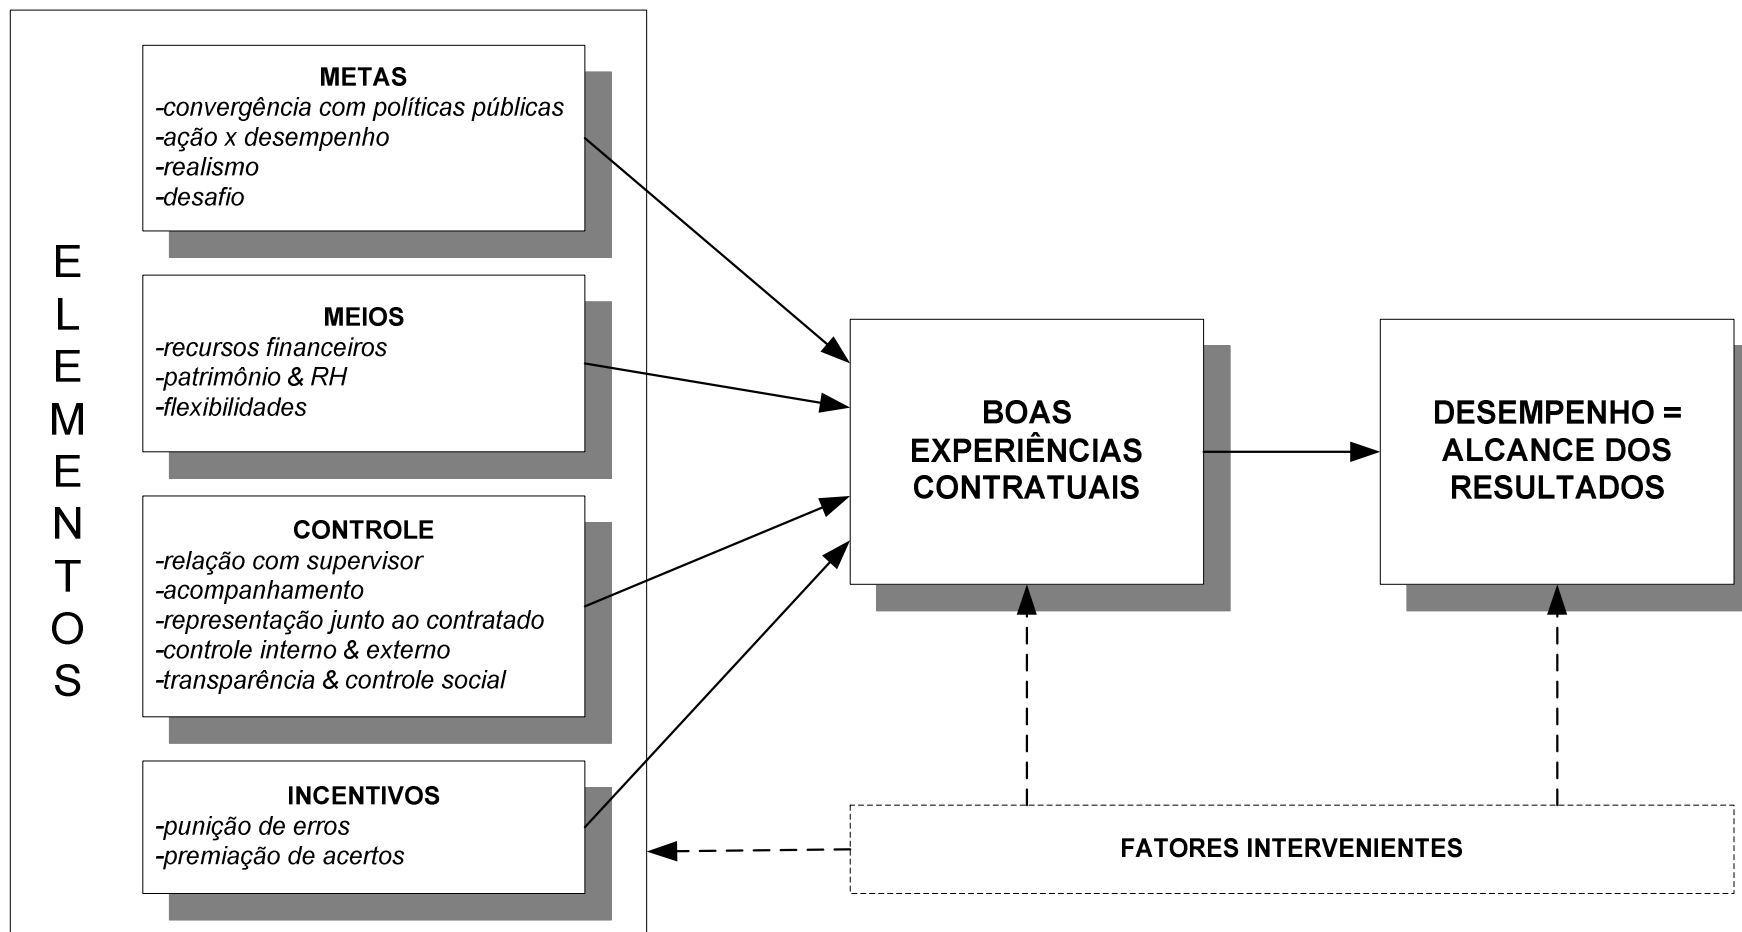 ELEMENTOS
METAS
-convergência com políticas públicas
-ação x desempenho
-realismo
-desafio
MEIOS
-recursos financeiros
-patrimônio & RH
-flexibilidades
CONTROLE
-relação com supervisor
-acompanhamento
-representação junto ao contratado
-controle interno & externo
-transparência & controle social
INCENTIVOS
-punição de erros
-premiação de acertos
BOAS
EXPERIÊNCIAS
CONTRATUAIS
DESEMPENHO =
ALCANCE DOS
RESULTADOS
FATORES INTERVENIENTES